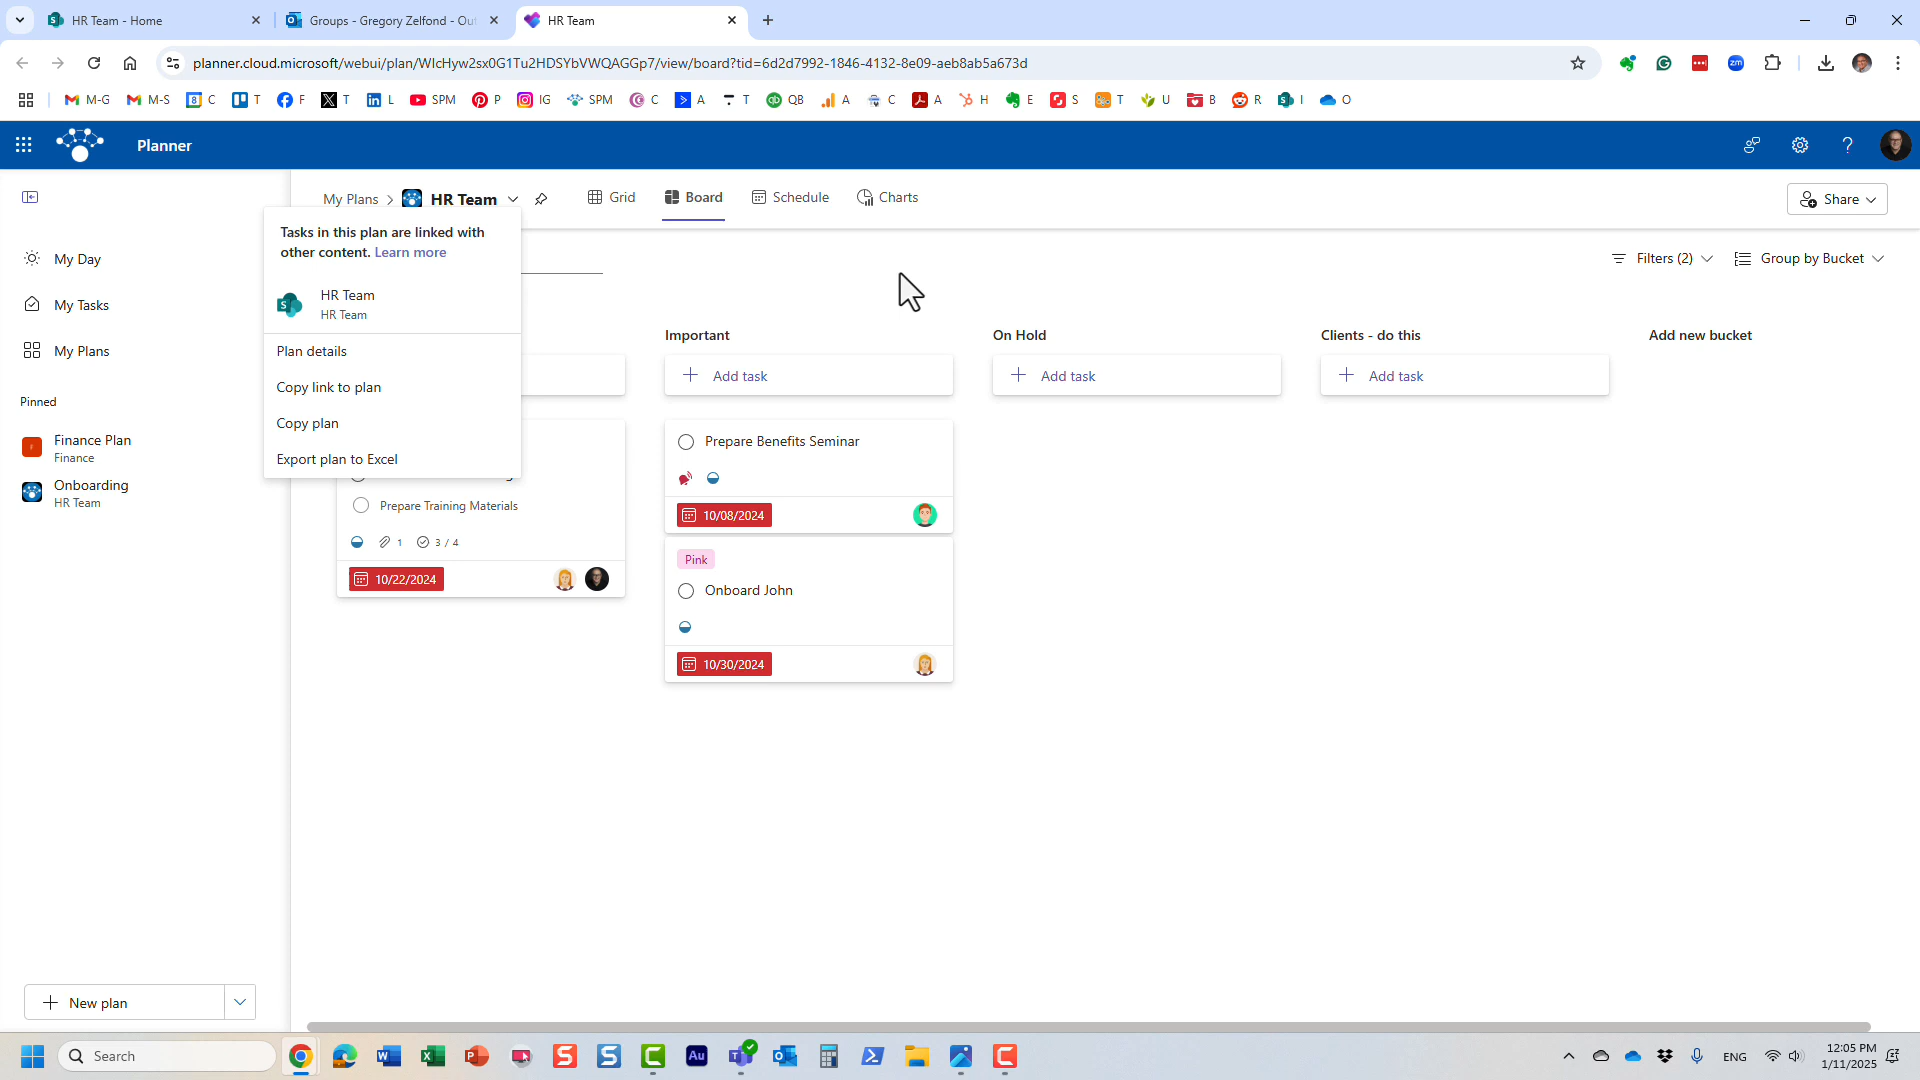 HR Team - Home
Groups - Gregory Zelfond - Ou
HR Team
planner.cloud.microsoft/webui/plan/WIcHyw2sx0G1Tu2HDSYbVWQAGGp7/view/board?tid=6d2d7992-1846-4132-8e09-aeb8ab5a673d
M-G M-S C T F T L SPM P IG SPM C A T QB A C A H E S T U B R I O
Planner
My Plans > HR Team
Grid Board Schedule Charts
Share
Tasks in this plan are linked with
other content. Learn more
HR Team
HR Team
Plan details
Copy link to plan
Copy plan
Export plan to Excel
My Day
My Tasks
My Plans
Pinned
Finance Plan
Finance
Onboarding
HR Team
New plan
Filters (2) Group by Bucket
Important On Hold Clients - do this Add new bucket
Add task Add task Add task
Prepare Training Materials
1 3 / 4
10/22/2024
Prepare Benefits Seminar
10/08/2024
Pink
Onboard John
10/30/2024
Search
ENG
12:05 PM
1/11/2025